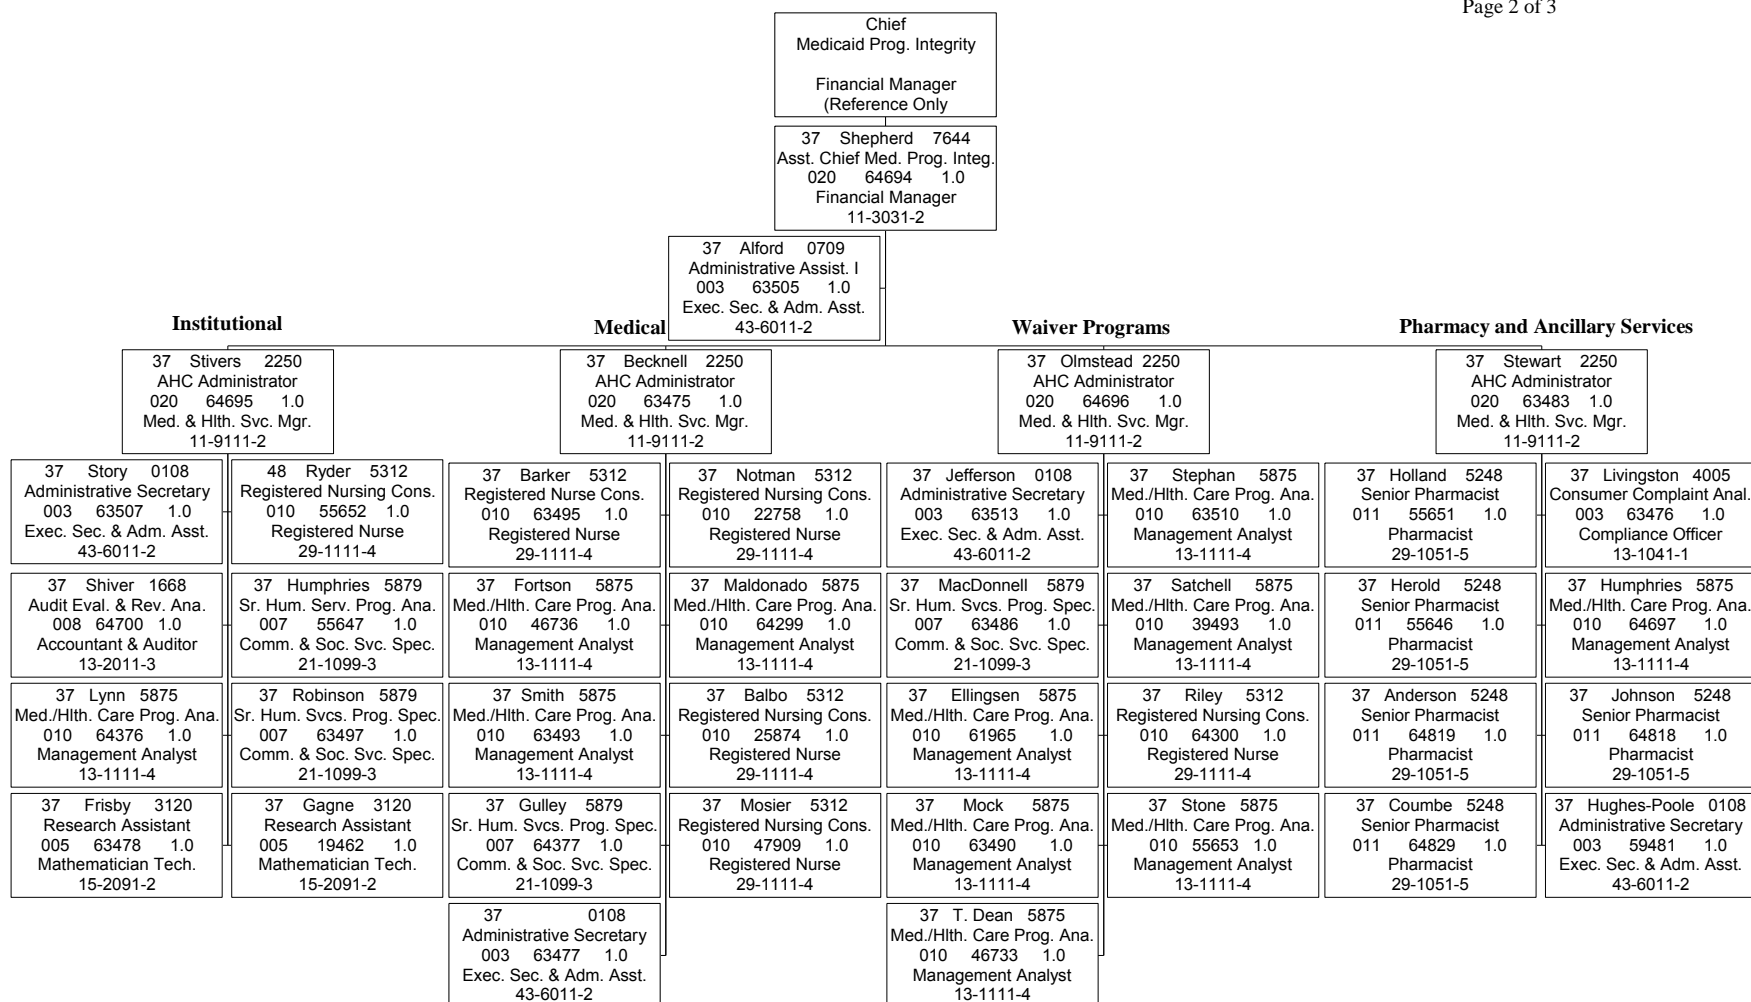 Page 2 of 3
Chief
Medicaid Prog. Integrity
Financial Manager
(Reference Only
37 Shepherd 7644
Asst. Chief Med. Prog. Integ.
020 64694 1.0
Financial Manager
11-3031-2
37 Alford 0709
Administrative Assist. I
003 63505 1.0
Exec. Sec. & Adm. Asst.
43-6011-2
Institutional
37 Stivers 2250
AHC Administrator
020 64695 1.0
Med. & Hlth. Svc. Mgr.
11-9111-2
37 Story 0108
Administrative Secretary
003 63507 1.0
Exec. Sec. & Adm. Asst.
43-6011-2
48 Ryder 5312
Registered Nursing Cons.
010 55652 1.0
Registered Nurse
29-1111-4
37 Shiver 1668
Audit Eval. & Rev. Ana.
008 64700 1.0
Accountant & Auditor
13-2011-3
37 Humphries 5879
Sr. Hum. Serv. Prog. Ana.
007 55647 1.0
Comm. & Soc. Svc. Spec.
21-1099-3
37 Lynn 5875
Med./Hlth. Care Prog. Ana.
010 64376 1.0
Management Analyst
13-1111-4
37 Robinson 5879
Sr. Hum. Svcs. Prog. Spec.
007 63497 1.0
Comm. & Soc. Svc. Spec.
21-1099-3
37 Frisby 3120
Research Assistant
005 63478 1.0
Mathematician Tech.
15-2091-2
37 Gagne 3120
Research Assistant
005 19462 1.0
Mathematician Tech.
15-2091-2
Medical
37 Becknell 2250
AHC Administrator
020 63475 1.0
Med. & Hlth. Svc. Mgr.
11-9111-2
37 Barker 5312
Registered Nurse Cons.
010 63495 1.0
Registered Nurse
29-1111-4
37 Notman 5312
Registered Nursing Cons.
010 22758 1.0
Registered Nurse
29-1111-4
37 Fortson 5875
Med./Hlth. Care Prog. Ana.
010 46736 1.0
Management Analyst
13-1111-4
37 Maldonado 5875
Med./Hlth. Care Prog. Ana.
010 64299 1.0
Management Analyst
13-1111-4
37 Smith 5875
Med./Hlth. Care Prog. Ana.
010 63493 1.0
Management Analyst
13-1111-4
37 Balbo 5312
Registered Nursing Cons.
010 25874 1.0
Registered Nurse
29-1111-4
37 Gulley 5879
Sr. Hum. Svcs. Prog. Spec.
007 64377 1.0
Comm. & Soc. Svc. Spec.
21-1099-3
37 Mosier 5312
Registered Nursing Cons.
010 47909 1.0
Registered Nurse
29-1111-4
37 0108
Administrative Secretary
003 63477 1.0
Exec. Sec. & Adm. Asst.
43-6011-2
Waiver Programs
37 Olmstead 2250
AHC Administrator
020 64696 1.0
Med. & Hlth. Svc. Mgr.
11-9111-2
37 Jefferson 0108
Administrative Secretary
003 63513 1.0
Exec. Sec. & Adm. Asst.
43-6011-2
37 Stephan 5875
Med./Hlth. Care Prog. Ana.
010 63510 1.0
Management Analyst
13-1111-4
37 MacDonnell 5879
Sr. Hum. Svcs. Prog. Spec.
007 63486 1.0
Comm. & Soc. Svc. Spec.
21-1099-3
37 Satchell 5875
Med./Hlth. Care Prog. Ana.
010 39493 1.0
Management Analyst
13-1111-4
37 Ellingsen 5875
Med./Hlth. Care Prog. Ana.
010 61965 1.0
Management Analyst
13-1111-4
37 Riley 5312
Registered Nursing Cons.
010 64300 1.0
Registered Nurse
29-1111-4
37 Mock 5875
Med./Hlth. Care Prog. Ana.
010 63490 1.0
Management Analyst
13-1111-4
37 Stone 5875
Med./Hlth. Care Prog. Ana.
010 55653 1.0
Management Analyst
13-1111-4
37 T. Dean 5875
Med./Hlth. Care Prog. Ana.
010 46733 1.0
Management Analyst
13-1111-4
Pharmacy and Ancillary Services
37 Stewart 2250
AHC Administrator
020 63483 1.0
Med. & Hlth. Svc. Mgr.
11-9111-2
37 Holland 5248
Senior Pharmacist
011 55651 1.0
Pharmacist
29-1051-5
37 Livingston 4005
Consumer Complaint Anal.
003 63476 1.0
Compliance Officer
13-1041-1
37 Herold 5248
Senior Pharmacist
011 55646 1.0
Pharmacist
29-1051-5
37 Humphries 5875
Med./Hlth. Care Prog. Ana.
010 64697 1.0
Management Analyst
13-1111-4
37 Anderson 5248
Senior Pharmacist
011 64819 1.0
Pharmacist
29-1051-5
37 Johnson 5248
Senior Pharmacist
011 64818 1.0
Pharmacist
29-1051-5
37 Coumbe 5248
Senior Pharmacist
011 64829 1.0
Pharmacist
29-1051-5
37 Hughes-Poole 0108
Administrative Secretary
003 59481 1.0
Exec. Sec. & Adm. Asst.
43-6011-2